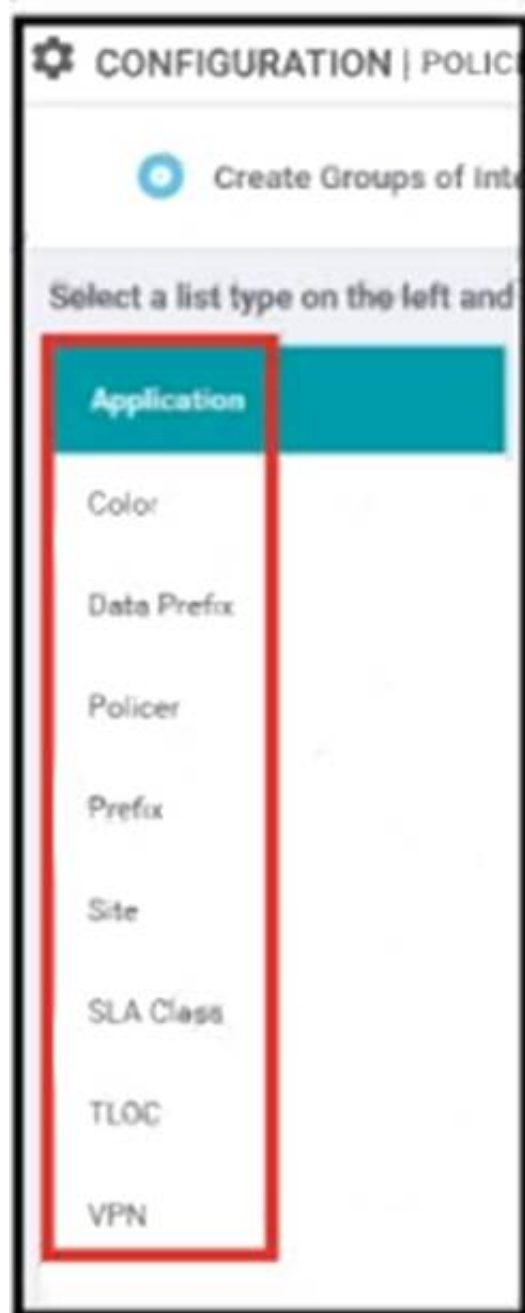 CONFIGURATION | POLIC
Create Groups of Inte
Select a list type on the left and
Application
Color
Data Prefix
Policer
Prefix
Site
SLA Class
TLOC
VPN